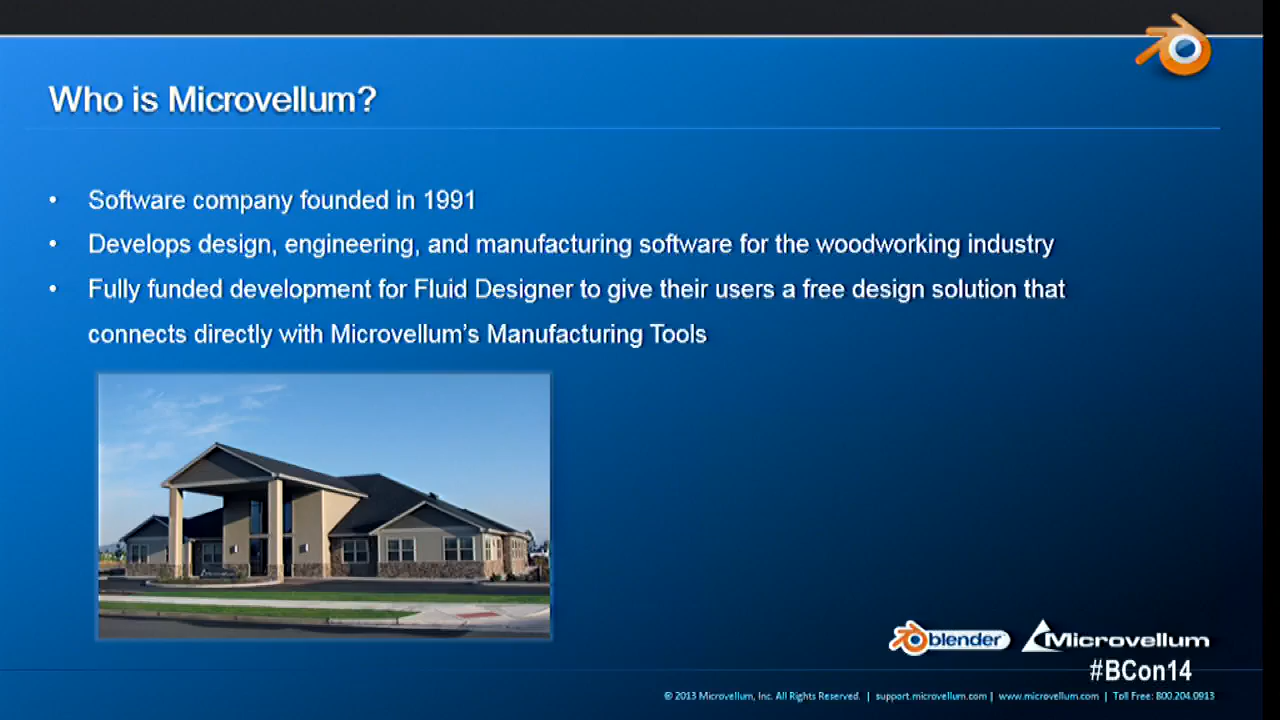 Who is Microvellum?
• Software company founded in 1991
• Develops design, engineering, and manufacturing software for the woodworking industry
• Fully funded development for Fluid Designer to give their users a free design solution that
connects directly with Microvellum’s Manufacturing Tools
blender Microvellum
#BCon14
© 2013 Microvellum, Inc. All Rights Reserved. | support.microvellum.com | www.microvellum.com | Toll Free: 800.204.0913